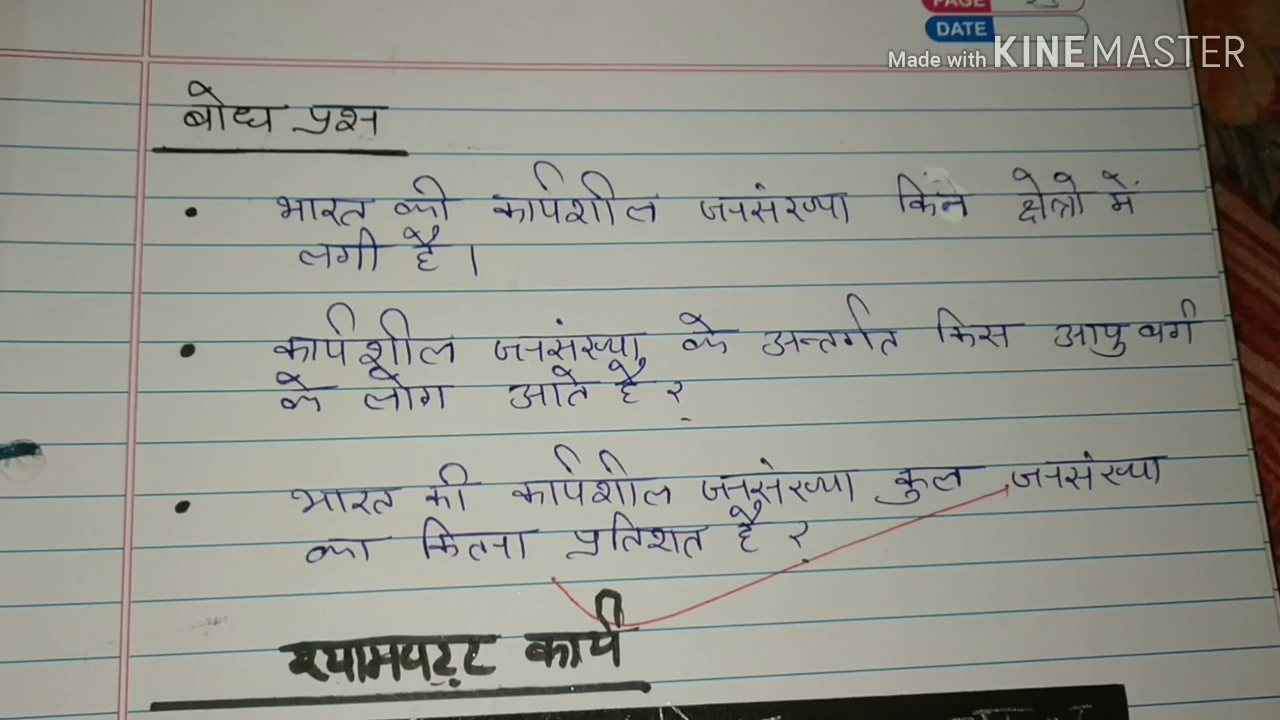 PAGE
DATE
Made with KINEMASTER
बोध प्रश्न
• भारत की कार्यशील जनसंख्या किन क्षेत्रो में
लगी है ।
• कार्यशील जनसंख्या के अन्तर्गत किस आयु वर्ग
के लोग आते है ?
• भारत की कार्यशील जनसंख्या कुल जनसंख्या
का कितना प्रतिशत है ?
श्यामपट्ट कार्य